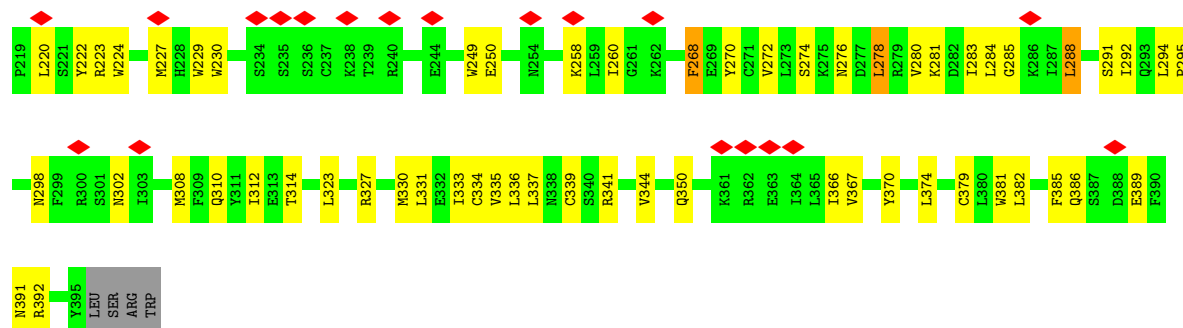 P219 L220 S221 Y222 R223 W224 M227 H228 W229 W230 S234 S235 S236 C237 K238 T239 R240 E244 W249 E250 N254 K258 L259 I260 G261 K262 F268 E269 Y270 C271 V272 L273 S274 K275 N276 D277 L278 R279 V280 K281 D282 I283 L284 G285 K286 I287 L288 S291 I292 Q293 L294 P295
N298 F299 R300 S301 N302 I303 M308 F309 Q310 Y311 I312 E313 T314 L323 R327 M330 L331 E332 I333 C334 V335 L336 L337 N338 C339 S340 R341 V344 Q350 K361 R362 E363 I364 L365 I366 V367 Y370 L374 C379 L380 W381 L382 F385 Q386 S387 D388 E389 F390
N391 R392 Y395 LEU SER ARG TRP